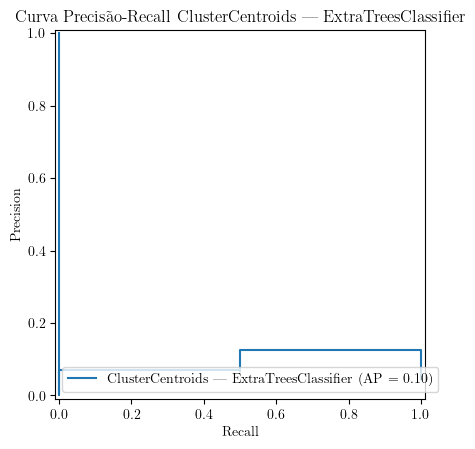 Curva Precisão-Recall ClusterCentroids — ExtraTreesClassifier
1.0
0.8
0.6
0.4
0.2
0.0
Precision
ClusterCentroids — ExtraTreesClassifier (AP = 0.10)
0.0 0.2 0.4 0.6 0.8 1.0
Recall